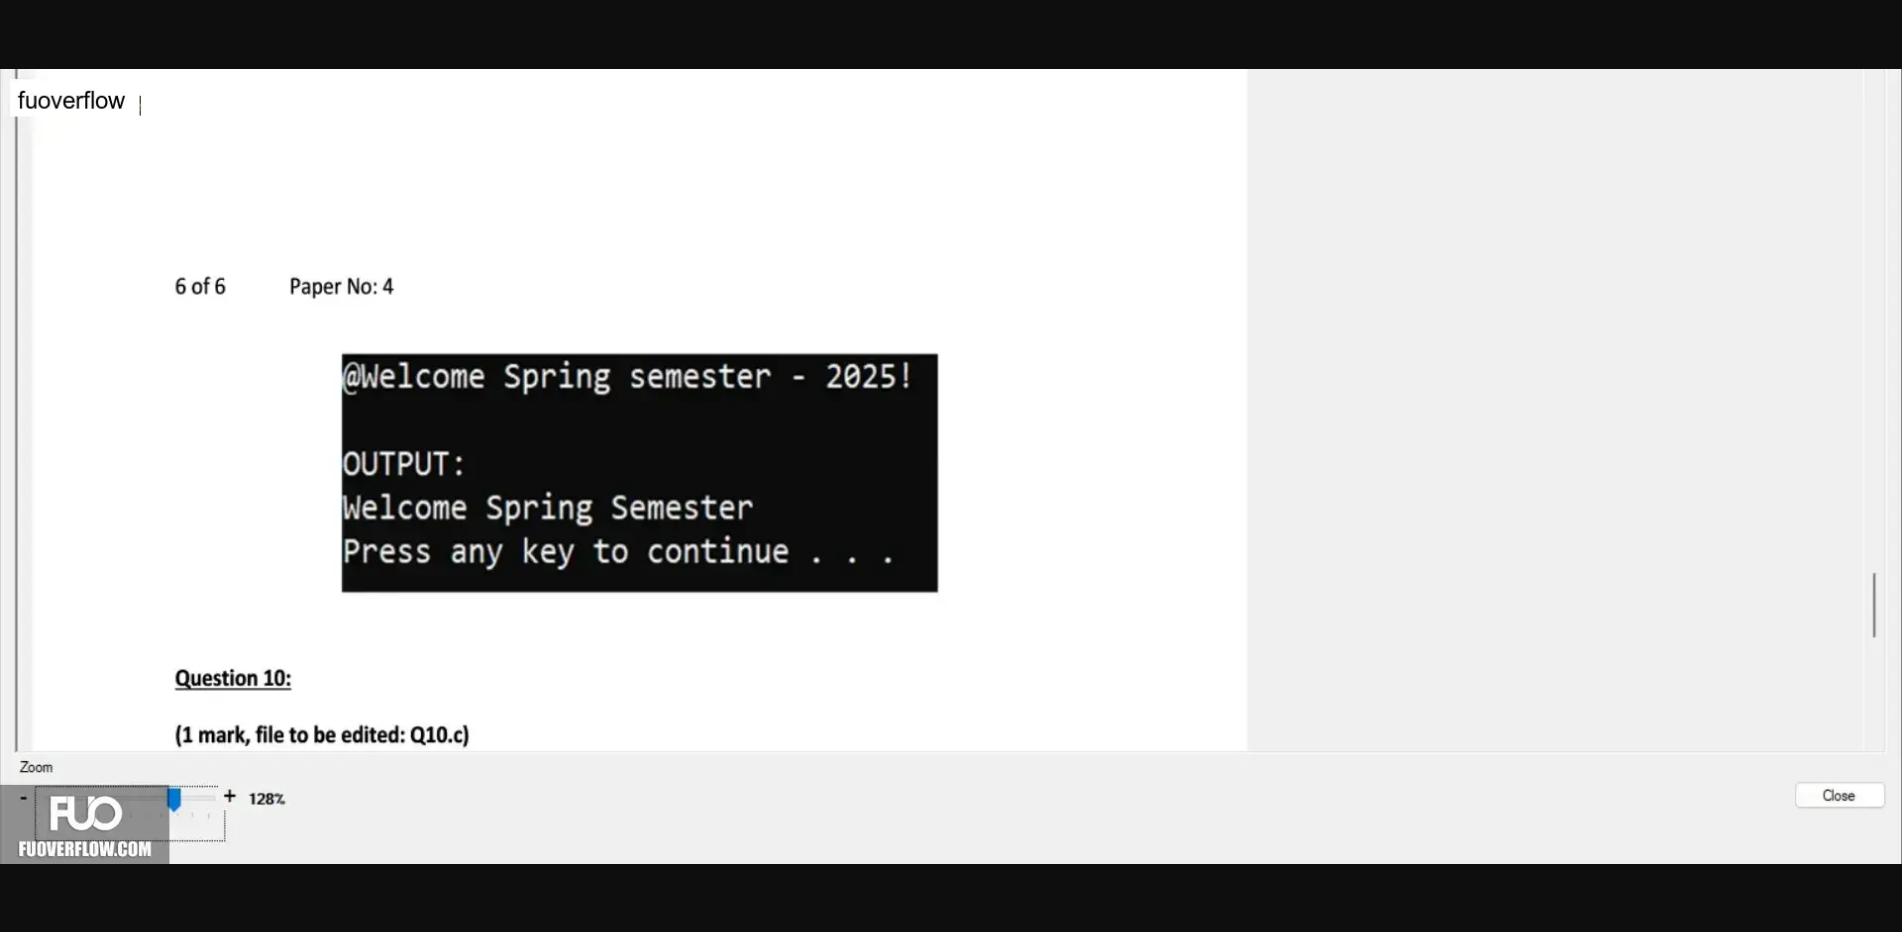 fuoverflow
6 of 6 Paper No: 4
@Welcome Spring semester - 2025!
OUTPUT:
Welcome Spring Semester
Press any key to continue . . .
Question 10:
(1 mark, file to be edited: Q10.c)
Zoom
- + 128%
Close
FUO
FUOVERFLOW.COM